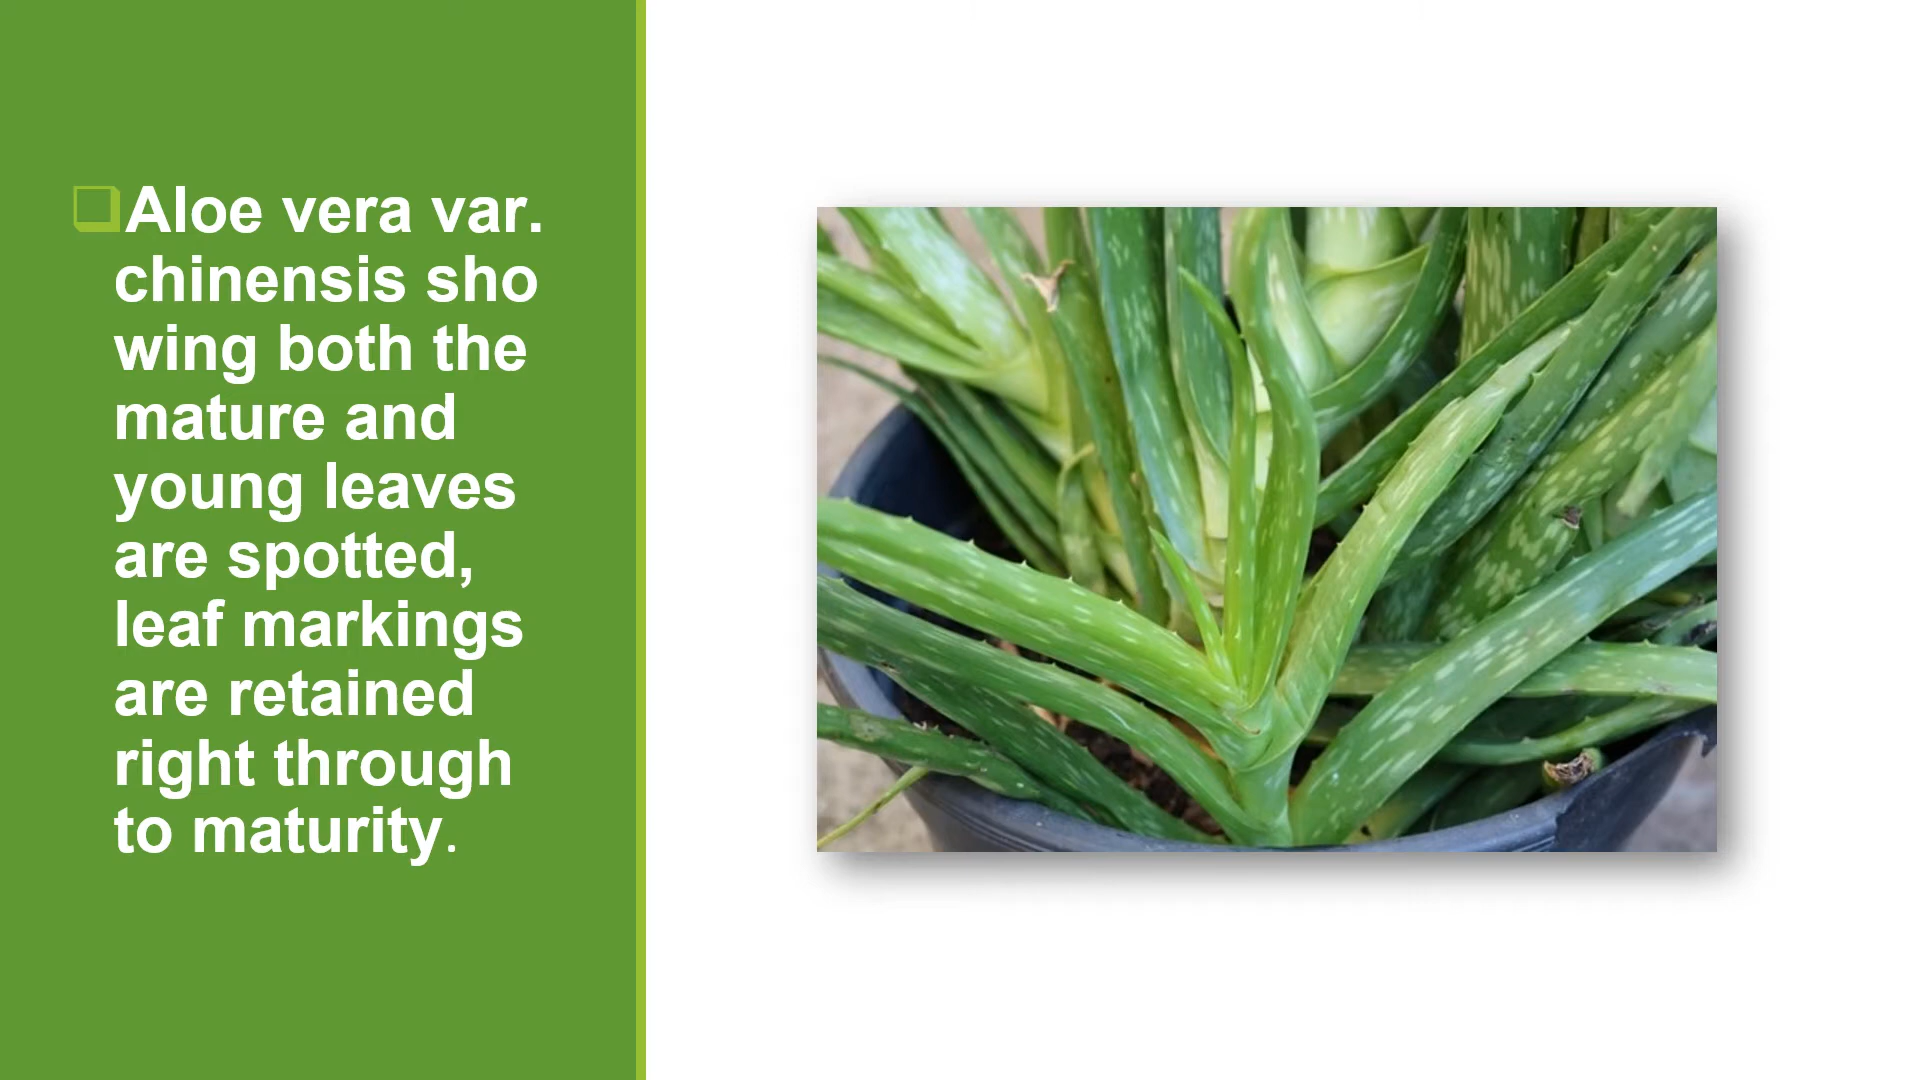 Aloe vera var.
chinensis sho
wing both the
mature and
young leaves
are spotted,
leaf markings
are retained
right through
to maturity.